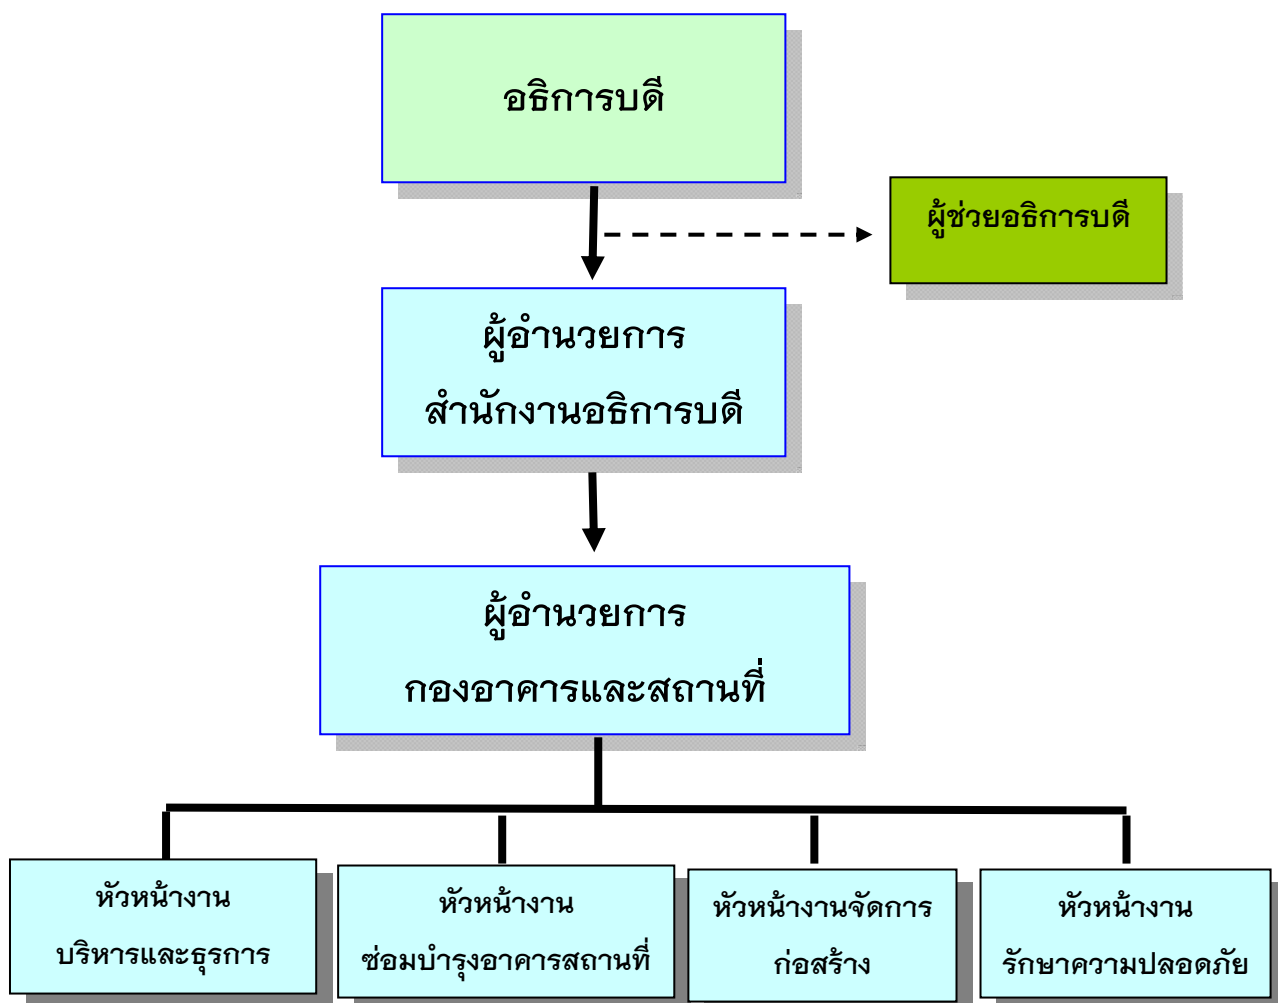 อธิการบดี
ผู้ช่วยอธิการบดี
ผู้อำนวยการ
สำนักงานอธิการบดี
ผู้อำนวยการ
กองอาคารและสถานที่
หัวหน้างาน
บริหารและธุรการ
หัวหน้างาน
ซ่อมบำรุงอาคารสถานที่
หัวหน้างานจัดการ
ก่อสร้าง
หัวหน้างาน
รักษาความปลอดภัย